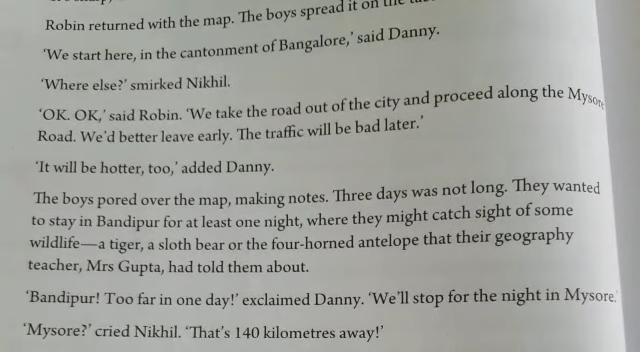 Robin returned with the map. The boys spread it on the
'We start here, in the cantonment of Bangalore,' said Danny.
'Where else?' smirked Nikhil.
'OK. OK,' said Robin. 'We take the road out of the city and proceed along the Mysore
Road. We'd better leave early. The traffic will be bad later.'
'It will be hotter, too,' added Danny.
The boys pored over the map, making notes. Three days was not long. They wanted
to stay in Bandipur for at least one night, where they might catch sight of some
wildlife—a tiger, a sloth bear or the four-horned antelope that their geography
teacher, Mrs Gupta, had told them about.
'Bandipur! Too far in one day!' exclaimed Danny. 'We'll stop for the night in Mysore.'
'Mysore?' cried Nikhil. 'That's 140 kilometres away!'